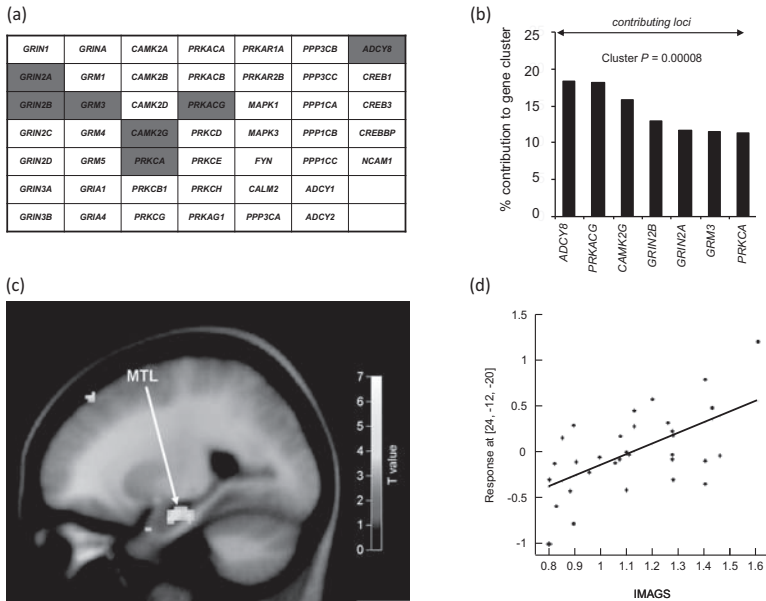 (a)
GRIN1 GRINA CAMK2A PRKACA PRKAR1A PPP3CB ADCY8
GRIN2A GRM1 CAMK2B PRKACB PRKAR2B PPP3CC CREB1
GRIN2B GRM3 CAMK2D PRKACG MAPK1 PPP1CA CREB3
GRIN2C GRM4 CAMK2G PRKCD MAPK3 PPP1CB CREBBP
GRIN2D GRM5 PRKCA PRKCE FYN PPP1CC NCAM1
GRIN3A GRIA1 PRKCB1 PRKCH CALM2 ADCY1
GRIN3B GRIA4 PRKCG PRKAG1 PPP3CA ADCY2
(b)
contributing loci
Cluster P = 0.00008
% contribution to gene cluster
25
20
15
10
5
0
ADCY8 PRKACG CAMK2G GRIN2B GRIN2A GRM3 PRKCA
(c)
MTL
7
6
5
4
3
2
1
0
T value
(d)
Response at [24, -12, -20]
1.5
1
0.5
0
-0.5
-1
0.8 0.9 1 1.1 1.2 1.3 1.4 1.5 1.6
IMAGS